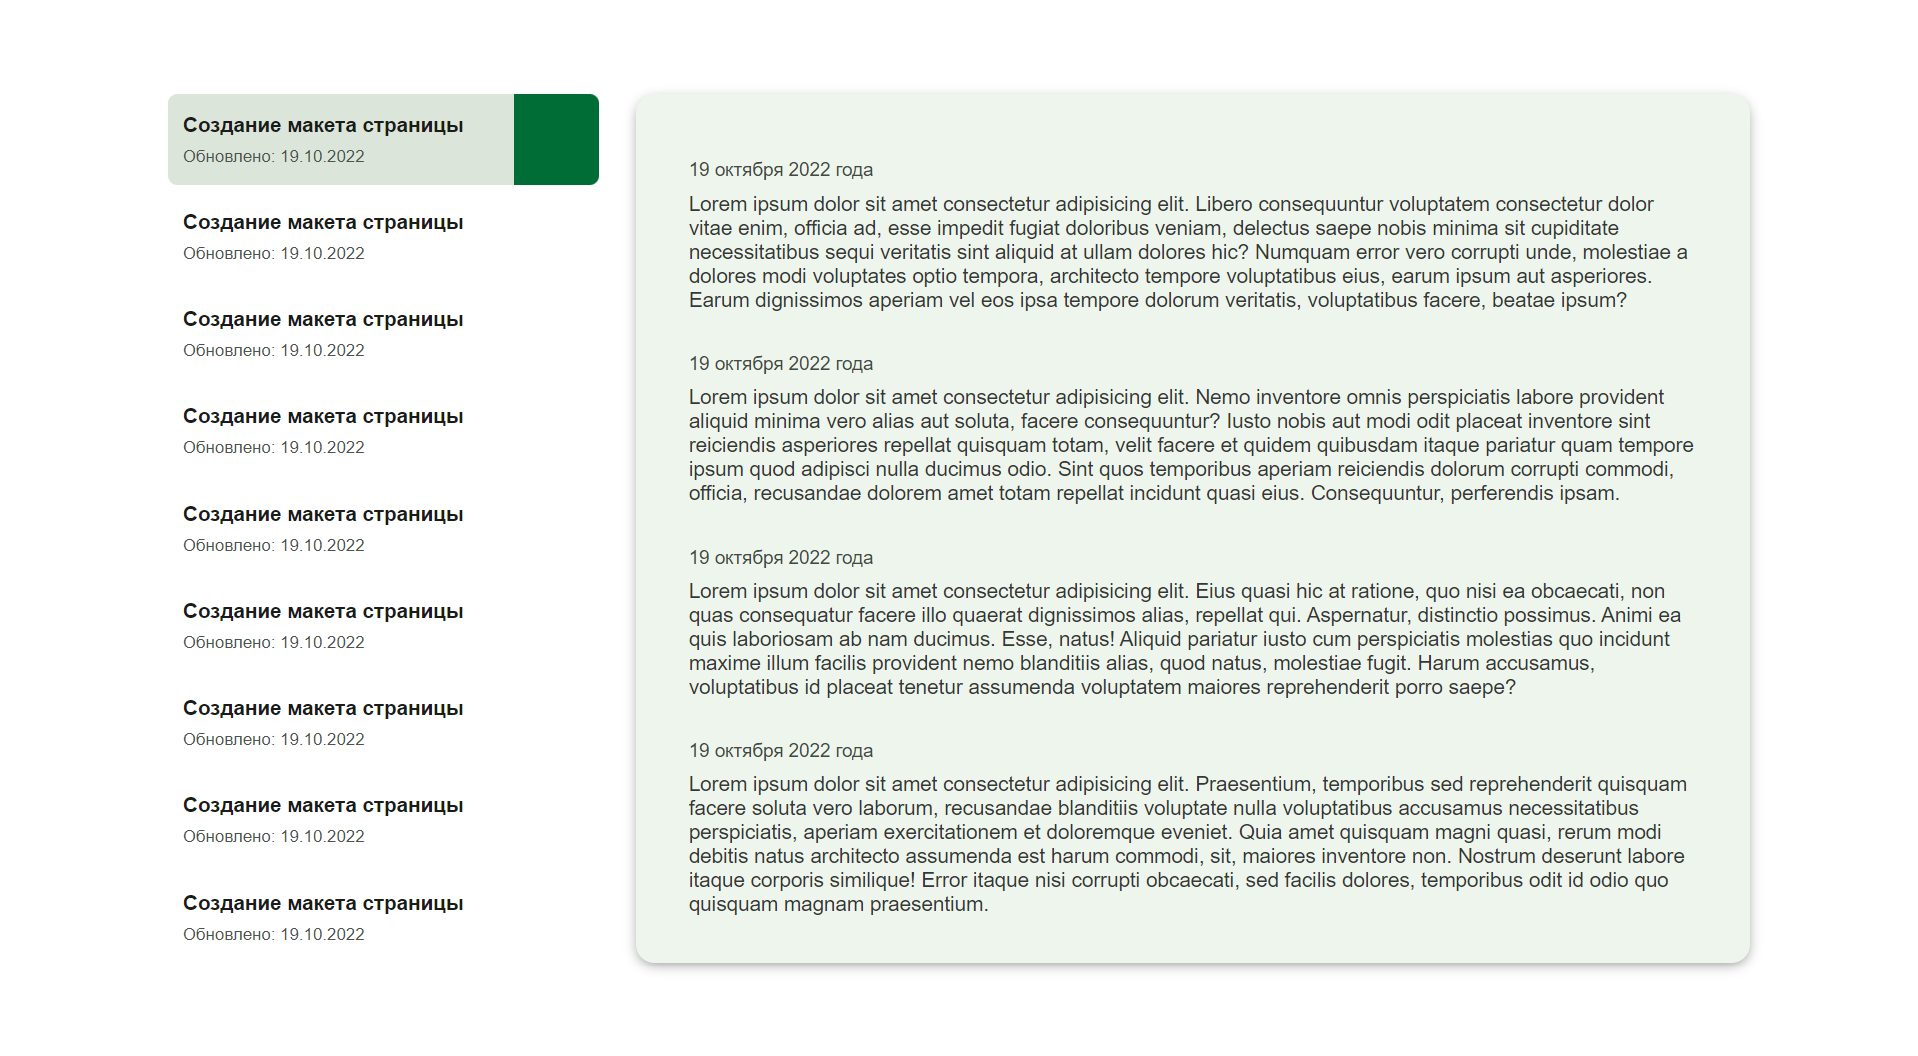 Создание макета страницы
Обновлено: 19.10.2022
Создание макета страницы
Обновлено: 19.10.2022
Создание макета страницы
Обновлено: 19.10.2022
Создание макета страницы
Обновлено: 19.10.2022
Создание макета страницы
Обновлено: 19.10.2022
Создание макета страницы
Обновлено: 19.10.2022
Создание макета страницы
Обновлено: 19.10.2022
Создание макета страницы
Обновлено: 19.10.2022
Создание макета страницы
Обновлено: 19.10.2022
19 октября 2022 года
Lorem ipsum dolor sit amet consectetur adipisicing elit. Libero consequuntur voluptatem consectetur dolor
vitae enim, officia ad, esse impedit fugiat doloribus veniam, delectus saepe nobis minima sit cupiditate
necessitatibus sequi veritatis sint aliquid at ullam dolores hic? Numquam error vero corrupti unde, molestiae a
dolores modi voluptates optio tempora, architecto tempore voluptatibus eius, earum ipsum aut asperiores.
Earum dignissimos aperiam vel eos ipsa tempore dolorum veritatis, voluptatibus facere, beatae ipsum?
19 октября 2022 года
Lorem ipsum dolor sit amet consectetur adipisicing elit. Nemo inventore omnis perspiciatis labore provident
aliquid minima vero alias aut soluta, facere consequuntur? Iusto nobis aut modi odit placeat inventore sint
reiciendis asperiores repellat quisquam totam, velit facere et quidem quibusdam itaque pariatur quam tempore
ipsum quod adipisci nulla ducimus odio. Sint quos temporibus aperiam reiciendis dolorum corrupti commodi,
officia, recusandae dolorem amet totam repellat incidunt quasi eius. Consequuntur, perferendis ipsam.
19 октября 2022 года
Lorem ipsum dolor sit amet consectetur adipisicing elit. Eius quasi hic at ratione, quo nisi ea obcaecati, non
quas consequatur facere illo quaerat dignissimos alias, repellat qui. Aspernatur, distinctio possimus. Animi ea
quis laboriosam ab nam ducimus. Esse, natus! Aliquid pariatur iusto cum perspiciatis molestias quo incidunt
maxime illum facilis provident nemo blanditiis alias, quod natus, molestiae fugit. Harum accusamus,
voluptatibus id placeat tenetur assumenda voluptatem maiores reprehenderit porro saepe?
19 октября 2022 года
Lorem ipsum dolor sit amet consectetur adipisicing elit. Praesentium, temporibus sed reprehenderit quisquam
facere soluta vero laborum, recusandae blanditiis voluptate nulla voluptatibus accusamus necessitatibus
perspiciatis, aperiam exercitationem et doloremque eveniet. Quia amet quisquam magni quasi, rerum modi
debitis natus architecto assumenda est harum commodi, sit, maiores inventore non. Nostrum deserunt labore
itaque corporis similique! Error itaque nisi corrupti obcaecati, sed facilis dolores, temporibus odit id odio quo
quisquam magnam praesentium.